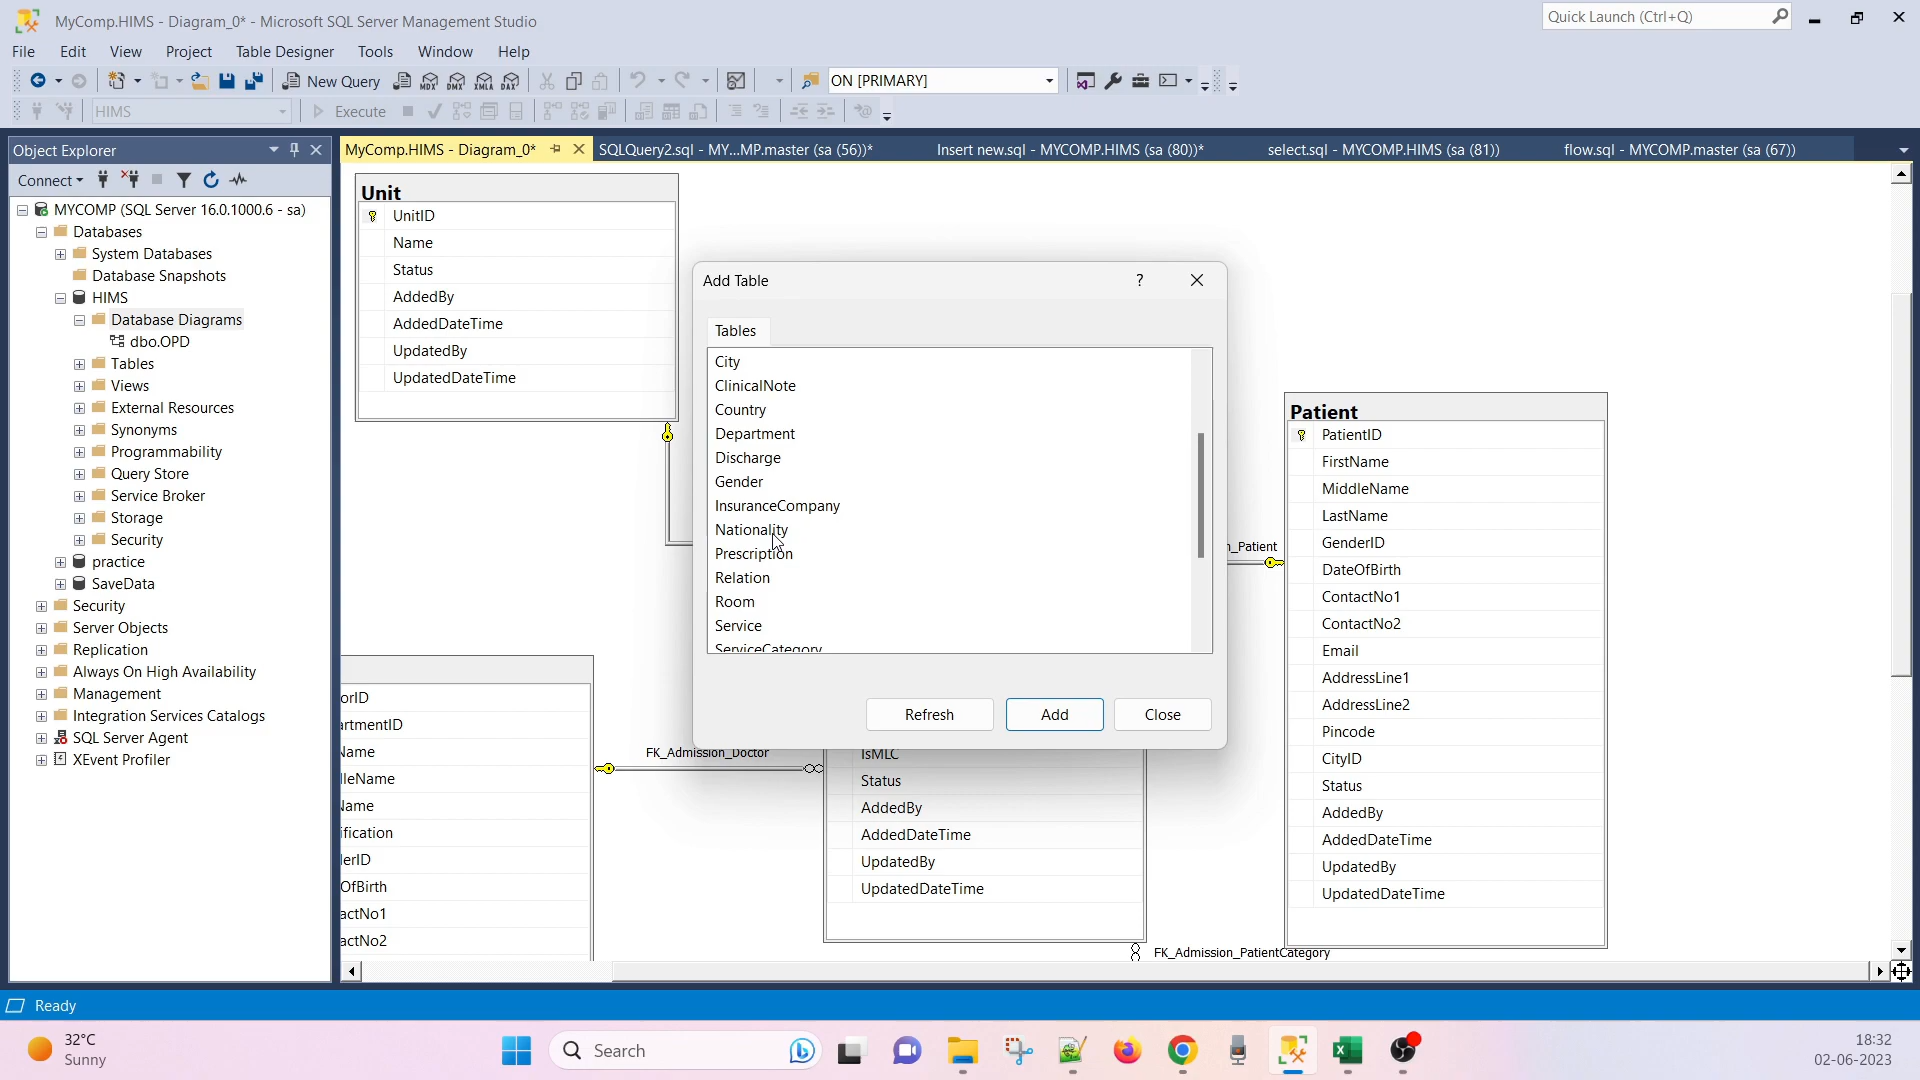 MyComp.HIMS - Diagram_0* - Microsoft SQL Server Management Studio
Quick Launch (Ctrl+Q)
File Edit View Project Table Designer Tools Window Help
New Query MDX DMX XMLA DAX ON [PRIMARY]
HIMS Execute
Object Explorer
MyComp.HIMS - Diagram_0* SQLQuery2.sql - MY...MP.master (sa (56))* Insert new.sql - MYCOMP.HIMS (sa (80))* select.sql - MYCOMP.HIMS (sa (81)) flow.sql - MYCOMP.master (sa (67))
Connect
MYCOMP (SQL Server 16.0.1000.6 - sa)
Databases
System Databases
Database Snapshots
HIMS
Database Diagrams
dbo.OPD
Tables
Views
External Resources
Synonyms
Programmability
Query Store
Service Broker
Storage
Security
practice
SaveData
Security
Server Objects
Replication
Always On High Availability
Management
Integration Services Catalogs
SQL Server Agent
XEvent Profiler
Unit
UnitID
Name
Status
AddedBy
AddedDateTime
UpdatedBy
UpdatedDateTime
Add Table
?
Tables
City
ClinicalNote
Country
Department
Discharge
Gender
InsuranceCompany
Nationality
Prescription
Relation
Room
Service
ServiceCategory
Refresh Add Close
n_Patient
Patient
PatientID
FirstName
MiddleName
LastName
GenderID
DateOfBirth
ContactNo1
ContactNo2
Email
AddressLine1
AddressLine2
Pincode
CityID
Status
AddedBy
AddedDateTime
UpdatedBy
UpdatedDateTime
orID
artmentID
Name
lleName
Name
ification
lerID
OfBirth
actNo1
actNo2
FK_Admission_Doctor
IsMLC
Status
AddedBy
AddedDateTime
UpdatedBy
UpdatedDateTime
FK_Admission_PatientCategory
Ready
32°C
Sunny
Search
18:32
02-06-2023